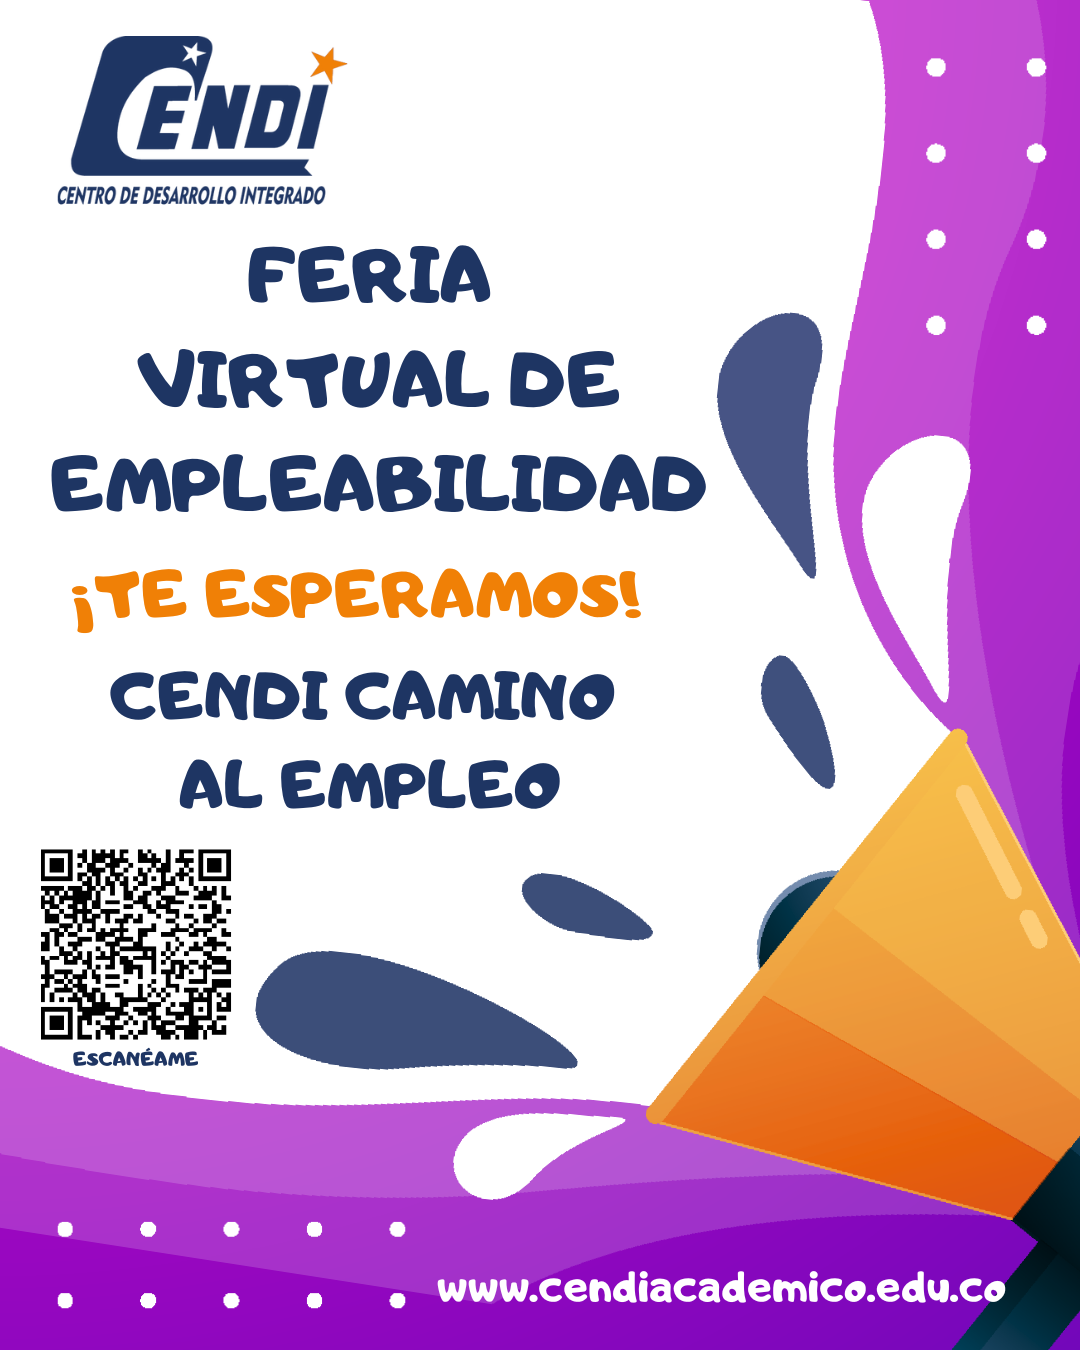 CENDI
CENTRO DE DESARROLLO INTEGRADO
FERIA
VIRTUAL DE
EMPLEABILIDAD
¡TE ESPERAMOS!
CENDI CAMINO
AL EMPLEO
ESCANÉAME
www.cendiacademico.edu.co